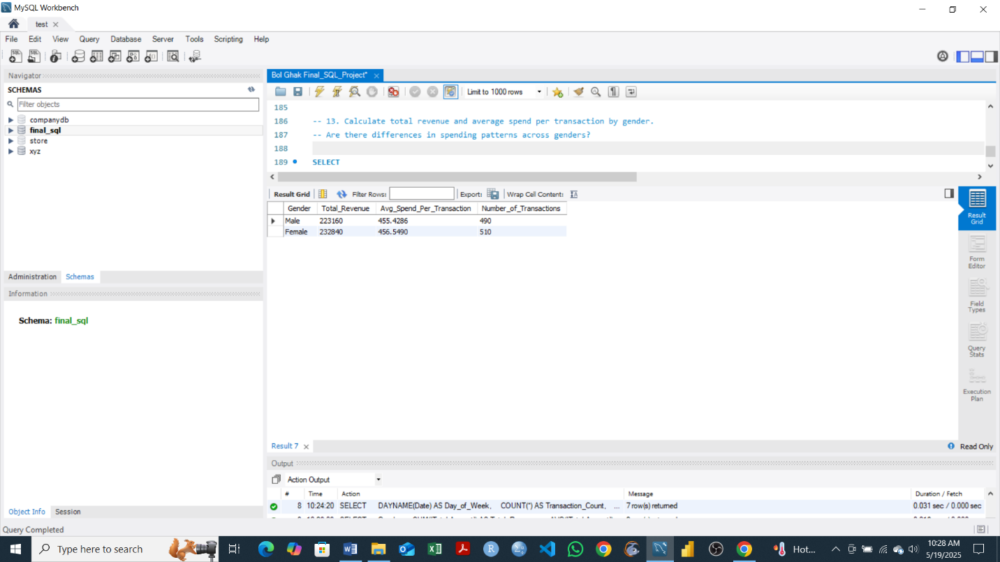 MySQL Workbench
test
File Edit View Query Database Server Tools Scripting Help
Navigator
SCHEMAS
Filter objects
companydb
final_sql
store
xyz
Administration Schemas
Information
Schema: final_sql
Object Info Session
Bol Ghak Final_SQL_Project*
Limit to 1000 rows
185
186 -- 13. Calculate total revenue and average spend per transaction by gender.
187 -- Are there differences in spending patterns across genders?
188
189 SELECT
Result Grid Filter Rows: Export: Wrap Cell Content:
Gender Total_Revenue Avg_Spend_Per_Transaction Number_of_Transactions
Male 223160 455.4286 490
Female 232840 456.5490 510
Result Grid
Form Editor
Field Types
Query Stats
Execution Plan
Result 7
Read Only
Output
Action Output
# Time Action Message Duration / Fetch
8 10:24:20 SELECT DAYNAME(Date) AS Day_of_Week, COUNT(*) AS Transaction_Count, ... 7 row(s) returned 0.031 sec / 0.000 sec
Query Completed
Type here to search
Hot...
10:28 AM
5/19/2025